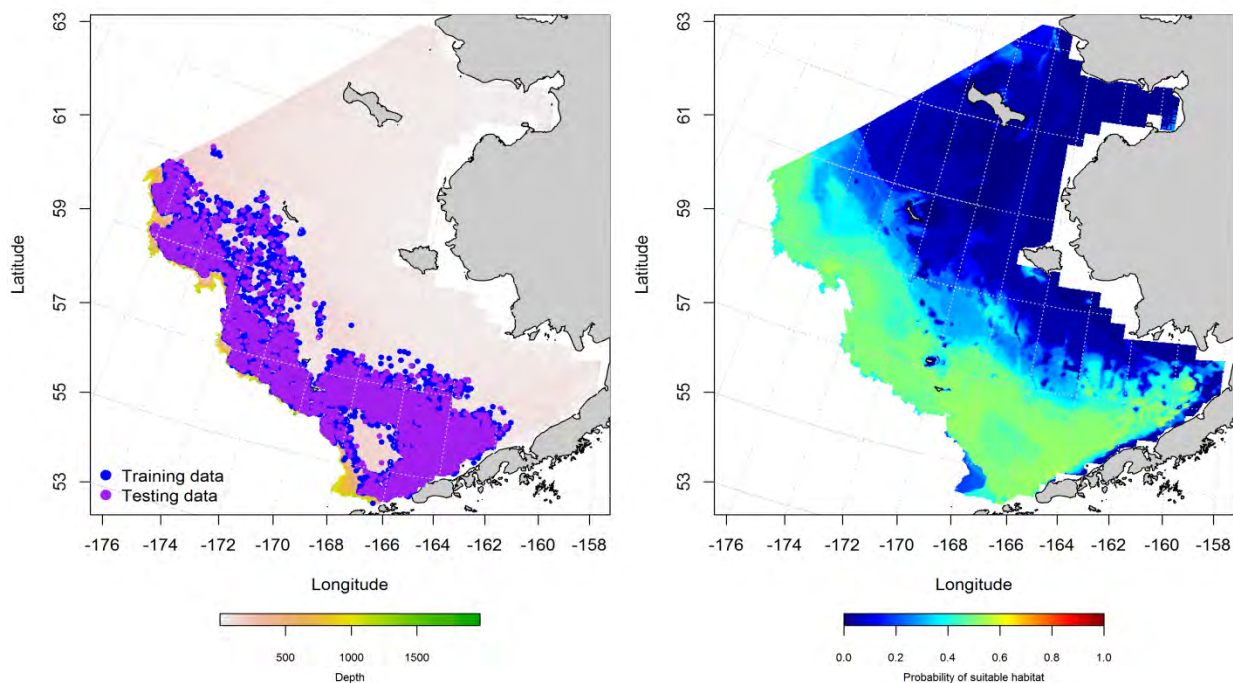 63
61
59
57
55
53
Latitude
Training data
Testing data
-176 -174 -172 -170 -168 -166 -164 -162 -160 -158
Longitude
500 1000 1500
Depth
63
61
59
57
55
53
Latitude
-176 -174 -172 -170 -168 -166 -164 -162 -160 -158
Longitude
0.0 0.2 0.4 0.6 0.8 1.0
Probability of suitable habitat